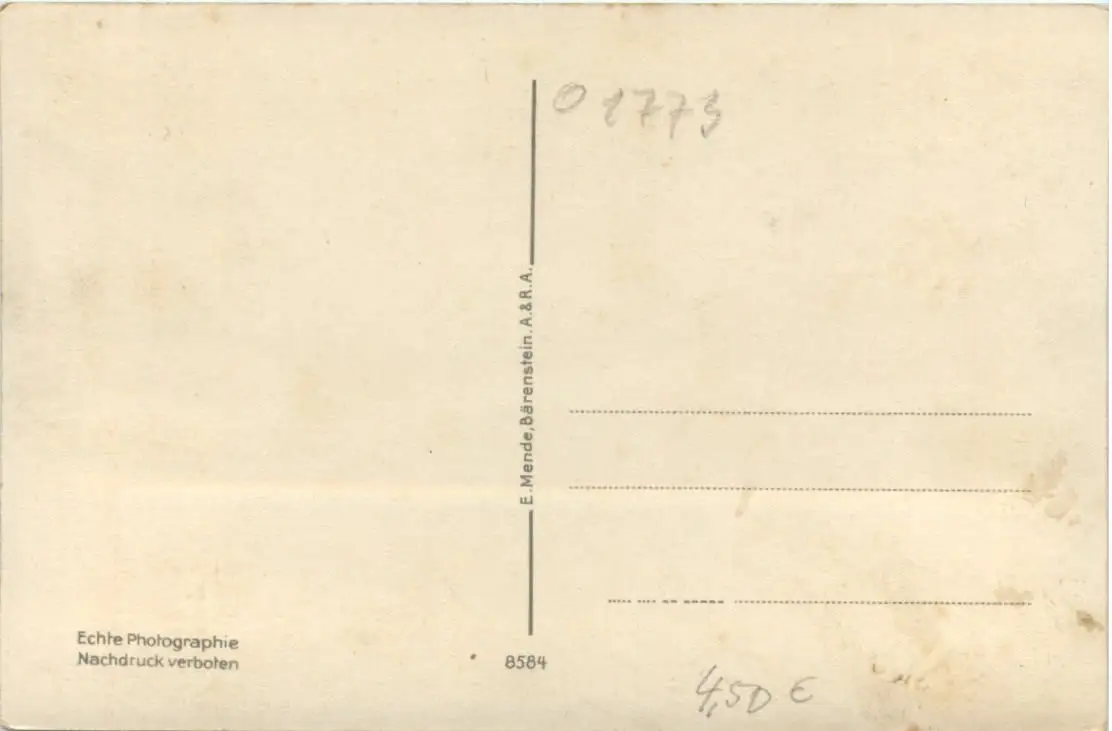 O 1773
E. Mende, Bärenstein. A.&R.A.
Echte Photographie
Nachdruck verboten
8584
4,50 €